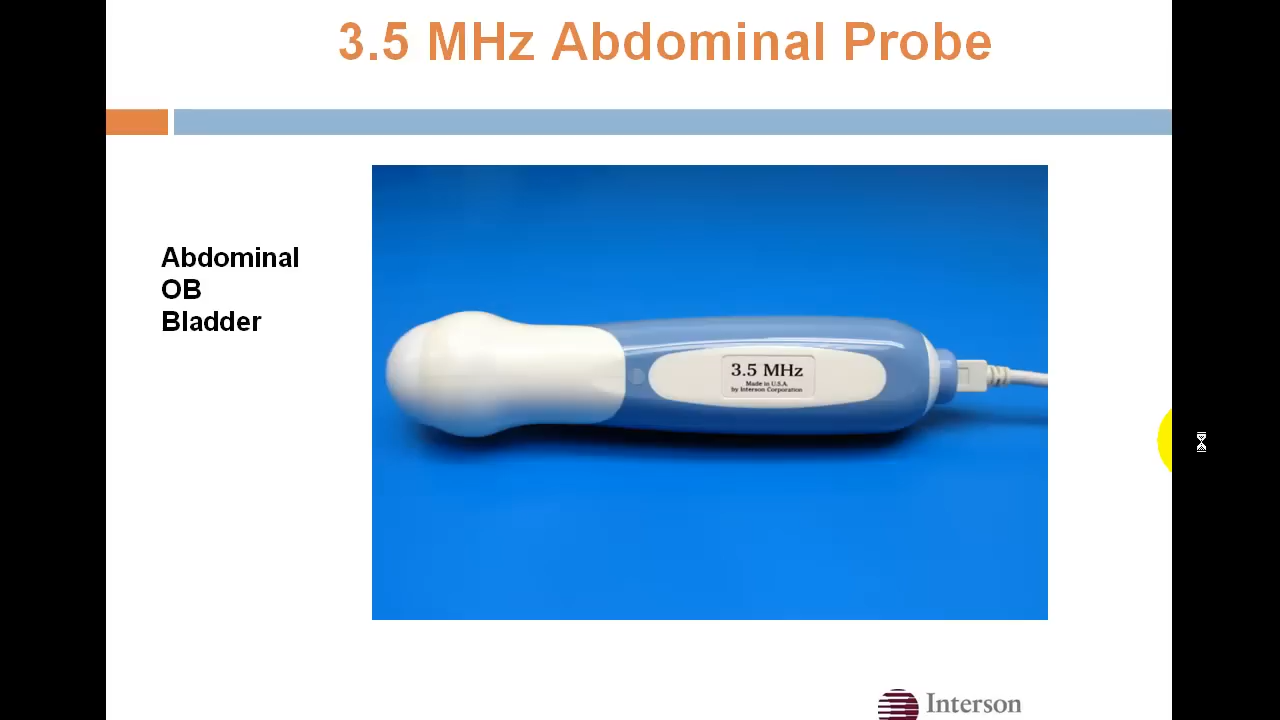 3.5 MHz Abdominal Probe
Abdominal
OB
Bladder
3.5 MHz
Made in U.S.A.
by Interson Corporation
Interson